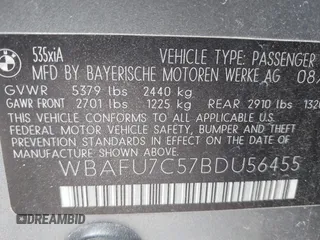 535xiA
VEHICLE TYPE: PASSENGER
MFD BY BAYERISCHE MOTOREN WERKE AG 08/
GVWR 5379 lbs 2440 kg
GAWR FRONT 2701 lbs 1225 kg REAR 2910 lbs 1320
THIS VEHICLE CONFORMS TO ALL APPLICABLE
U.S. FEDERAL MOTOR VEHICLE SAFETY, BUMPER,
AND THEFT PREVENTION STANDARDS IN EFFECT
ON THE DATE OF MANUFACTURE SHOWN ABOVE.
WBAFU7C57BDU56455
DREAMBID